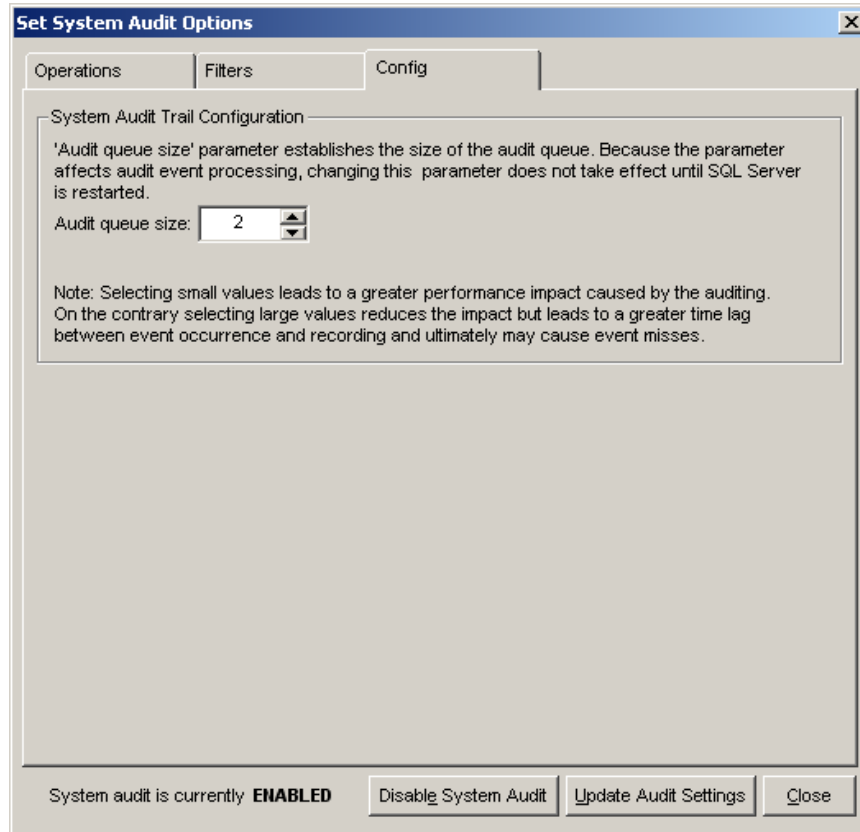 Set System Audit Options
Operations
Filters
Config
System Audit Trail Configuration
'Audit queue size' parameter establishes the size of the audit queue. Because the parameter
affects audit event processing, changing this parameter does not take effect until SQL Server
is restarted.
Audit queue size: 2
Note: Selecting small values leads to a greater performance impact caused by the auditing.
On the contrary selecting large values reduces the impact but leads to a greater time lag
between event occurrence and recording and ultimately may cause event misses.
System audit is currently ENABLED
Disable System Audit
Update Audit Settings
Close